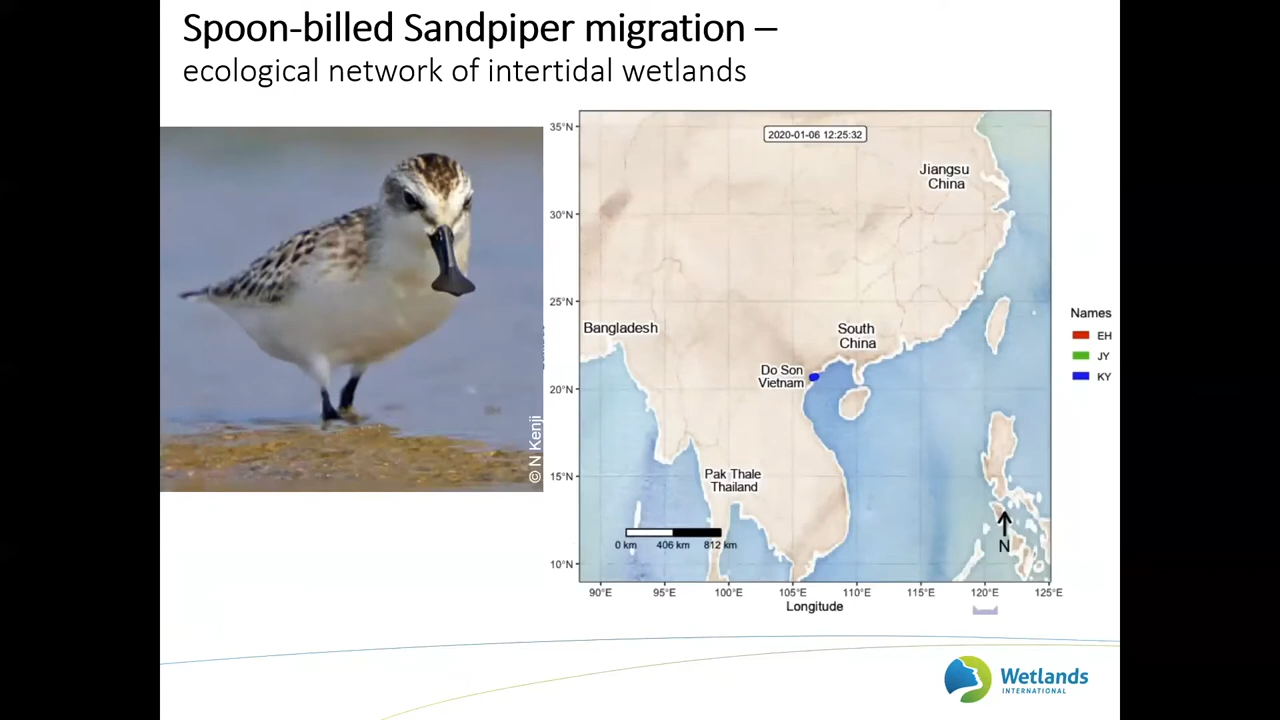 Spoon-billed Sandpiper migration –
ecological network of intertidal wetlands
© N Kenji
2020-01-06 12:25:32
35°N
30°N
25°N
20°N
15°N
10°N
Jiangsu
China
Bangladesh
South
China
Do Son
Vietnam
Pak Thale
Thailand
0 km 406 km 812 km
N
90°E 95°E 100°E 105°E 110°E 115°E 120°E 125°E
Longitude
Names
EH
JY
KY
Wetlands
INTERNATIONAL